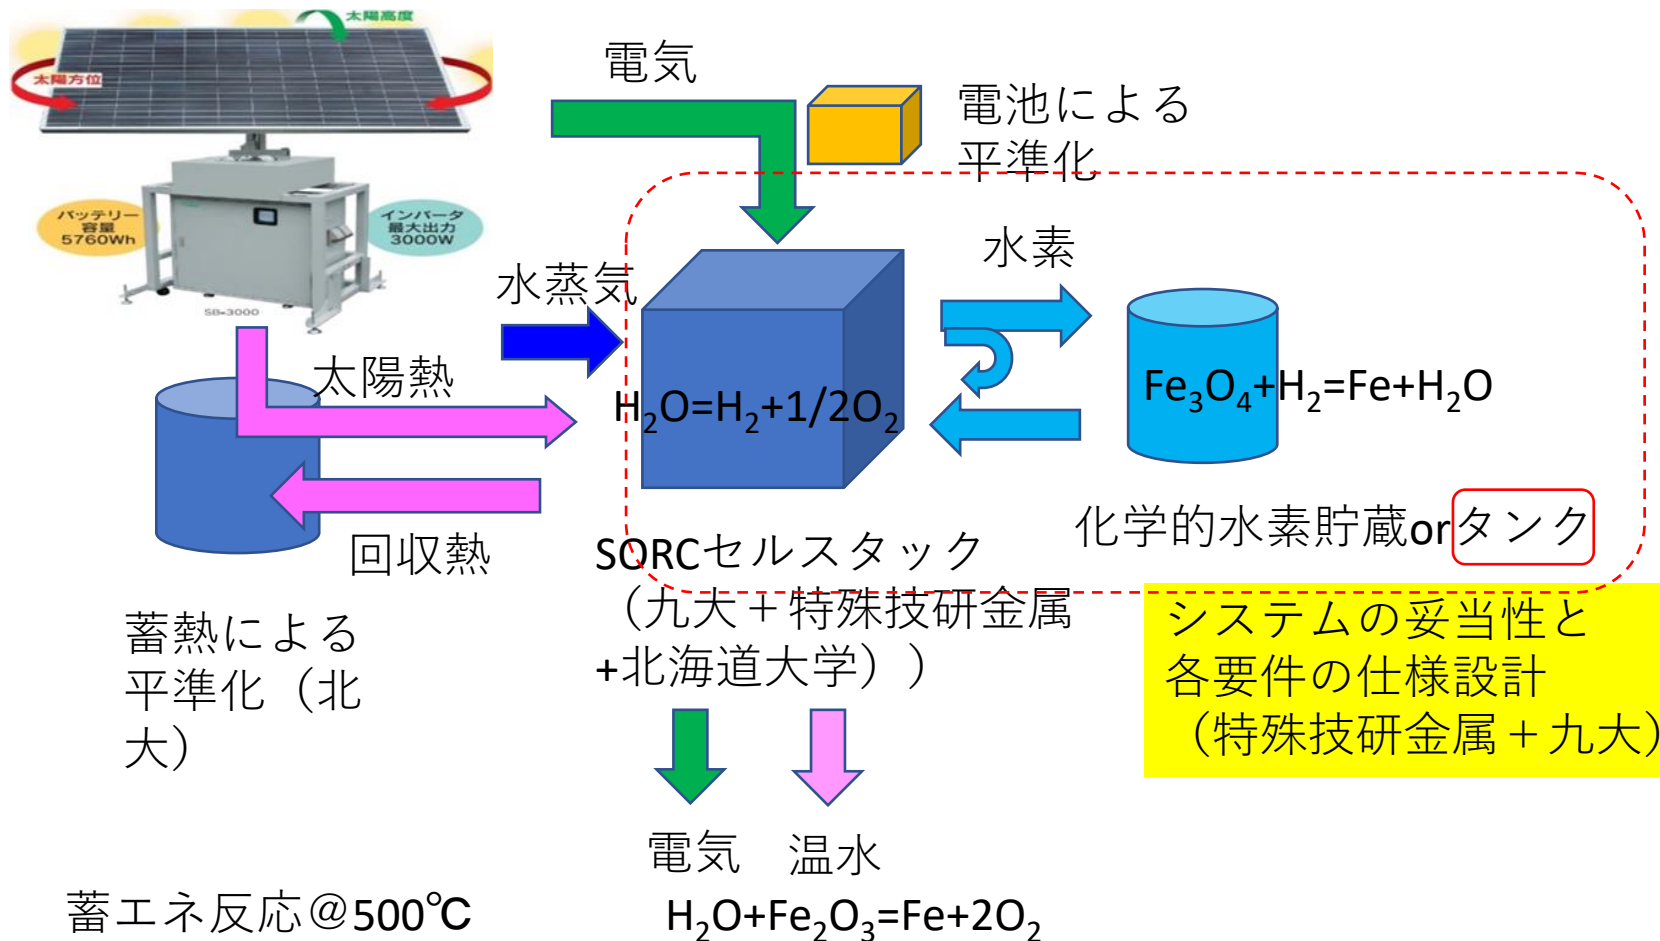 太陽高度
太陽方位
バッテリー
容量
5760Wh
インバータ
最大出力
3000W
SB-3000
電気
電池による
平準化
水蒸気
水素
太陽熱
H₂O=H₂+1/2O₂
Fe₃O₄+H₂=Fe+H₂O
回収熱
化学的水素貯蔵orタンク
SORCセルスタック
（九大＋特殊技研金属
+北海道大学））
蓄熱による
平準化（北
大）
システムの妥当性と
各要件の仕様設計
（特殊技研金属＋九大）
電気
温水
蓄エネ反応＠500℃
H₂O+Fe₂O₃=Fe+2O₂